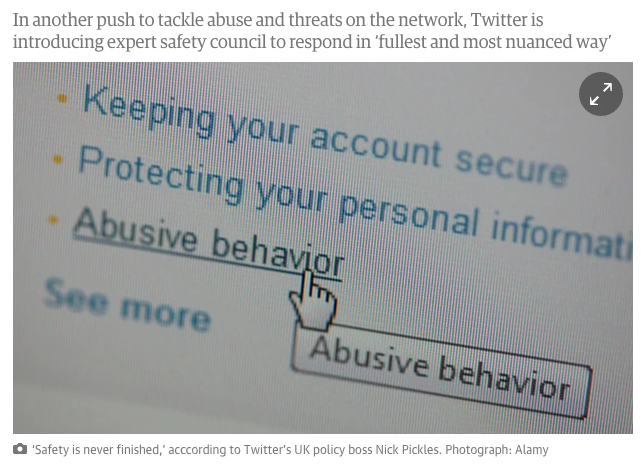 In another push to tackle abuse and threats on the network, Twitter is
introducing expert safety council to respond in ‘fullest and most nuanced way’
Keeping your account secure
Protecting your personal informati
Abusive behavior
See more
Abusive behavior
‘Safety is never finished,’ acccording to Twitter’s UK policy boss Nick Pickles. Photograph: Alamy